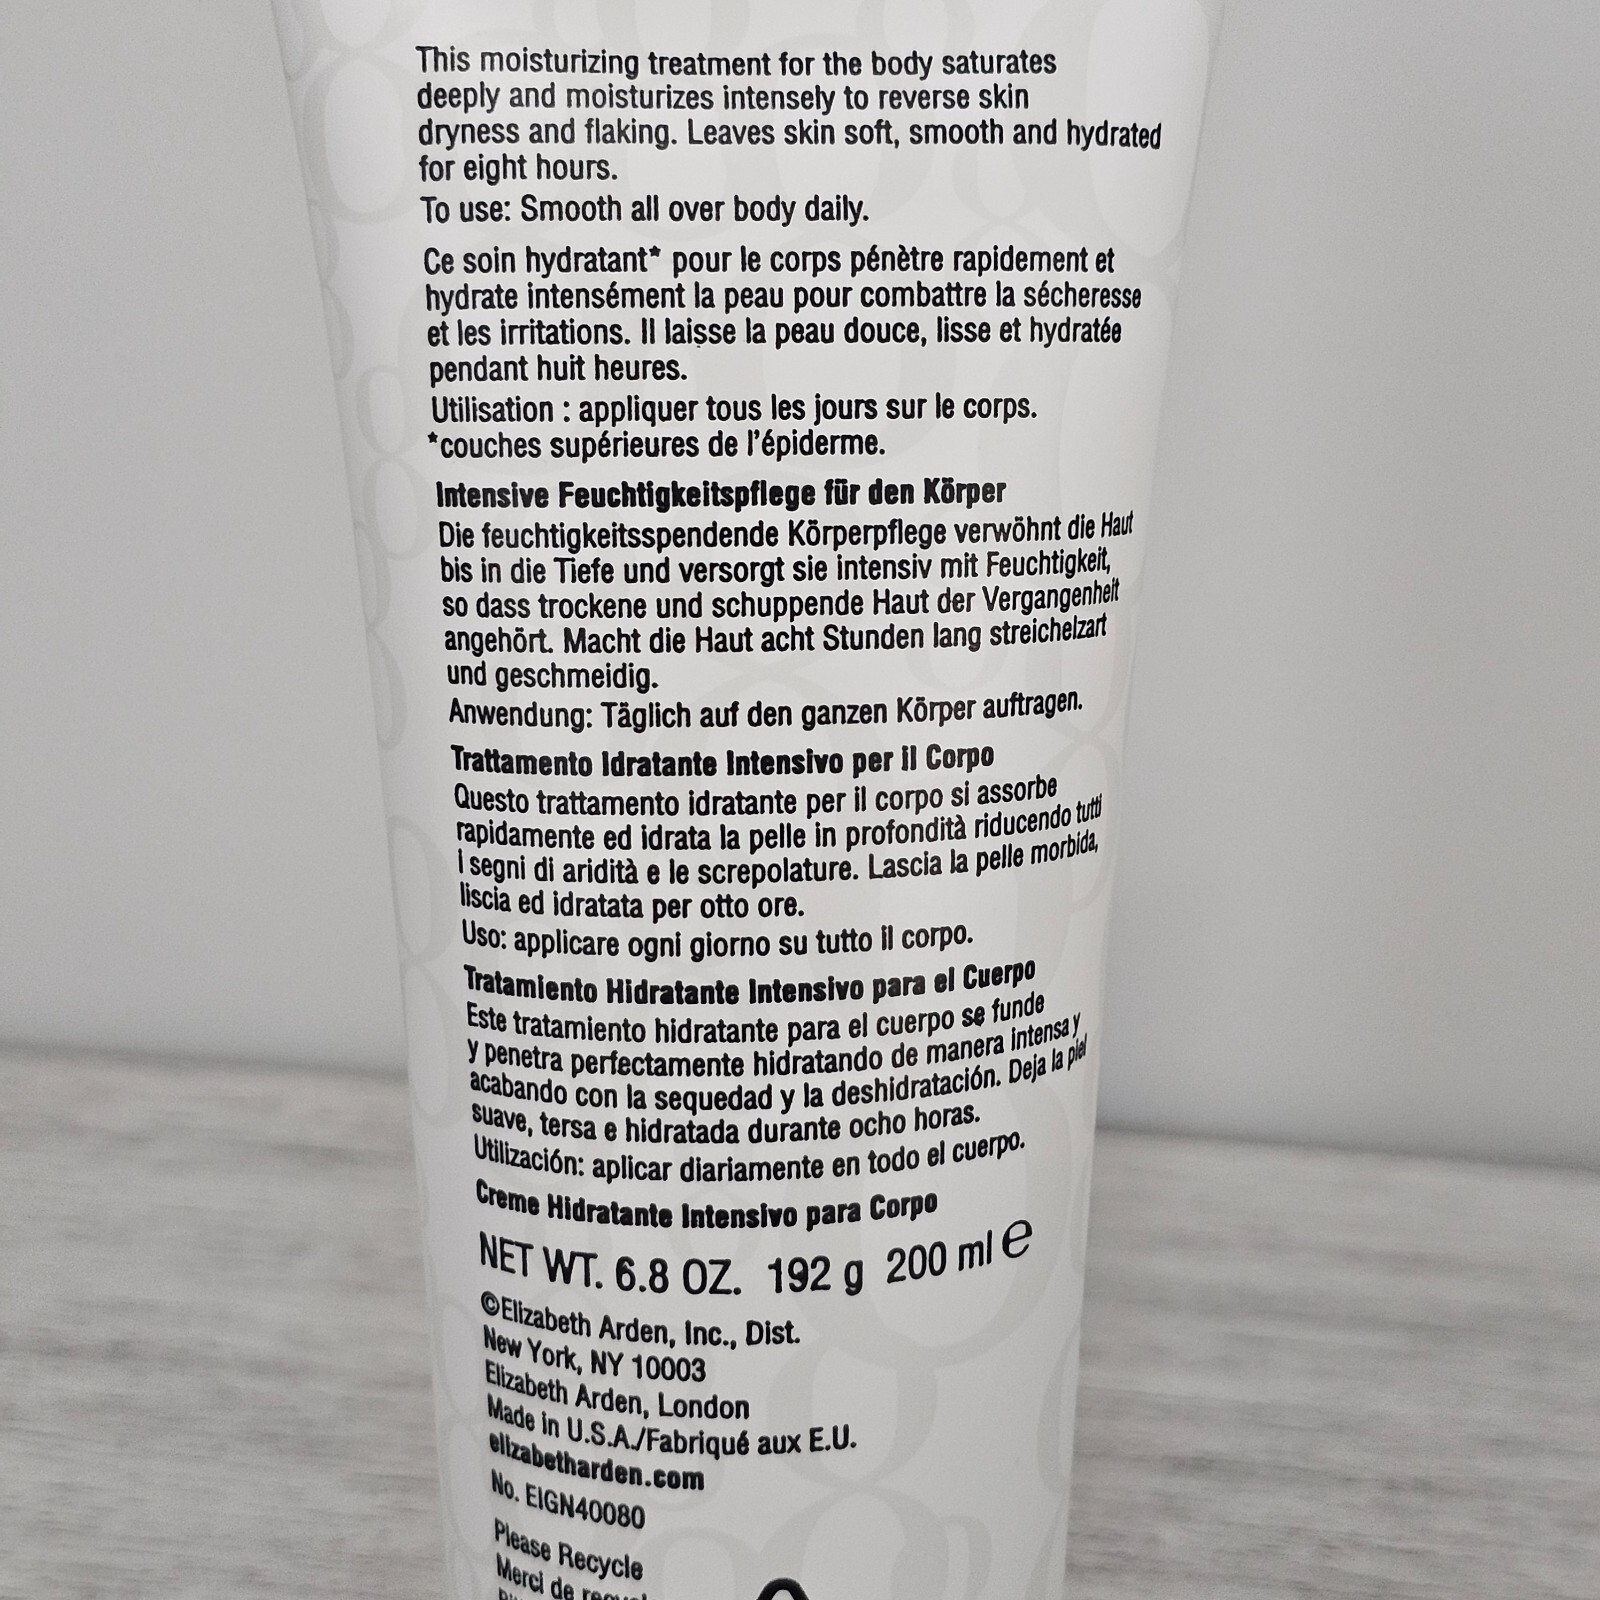 This moisturizing treatment for the body saturates
deeply and moisturizes intensely to reverse skin
dryness and flaking. Leaves skin soft, smooth and hydrated
for eight hours.
To use: Smooth all over body daily.
Ce soin hydratant* pour le corps pénètre rapidement et
hydrate intensément la peau pour combattre la sécheresse
et les irritations. Il laisse la peau douce, lisse et hydratée
pendant huit heures.
Utilisation : appliquer tous les jours sur le corps.
*couches supérieures de l'épiderme.
Intensive Feuchtigkeitspflege für den Körper
Die feuchtigkeitsspendende Körperpflege verwöhnt die Haut
bis in die Tiefe und versorgt sie intensiv mit Feuchtigkeit,
so dass trockene und schuppende Haut der Vergangenheit
angehört. Macht die Haut acht Stunden lang streichelzart
und geschmeidig.
Anwendung: Täglich auf den ganzen Körper auftragen.
Trattamento Idratante Intensivo per il Corpo
Questo trattamento idratante per il corpo si assorbe
rapidamente ed idrata la pelle in profondità riducendo tutti
i segni di aridità e le screpolature. Lascia la pelle morbida,
liscia ed idratata per otto ore.
Uso: applicare ogni giorno su tutto il corpo.
Tratamiento Hidratante Intensivo para el Cuerpo
Este tratamiento hidratante para el cuerpo se funde
y penetra perfectamente hidratando de manera intensa y
acabando con la sequedad y la deshidratación. Deja la piel
suave, tersa e hidratada durante ocho horas.
Utilización: aplicar diariamente en todo el cuerpo.
Creme Hidratante Intensivo para Corpo
NET WT. 6.8 OZ. 192 g 200 ml e
©Elizabeth Arden, Inc., Dist.
New York, NY 10003
Elizabeth Arden, London
Made in U.S.A./Fabriqué aux E.U.
elizabetharden.com
No. EIGN40080
Please Recycle
Merci de